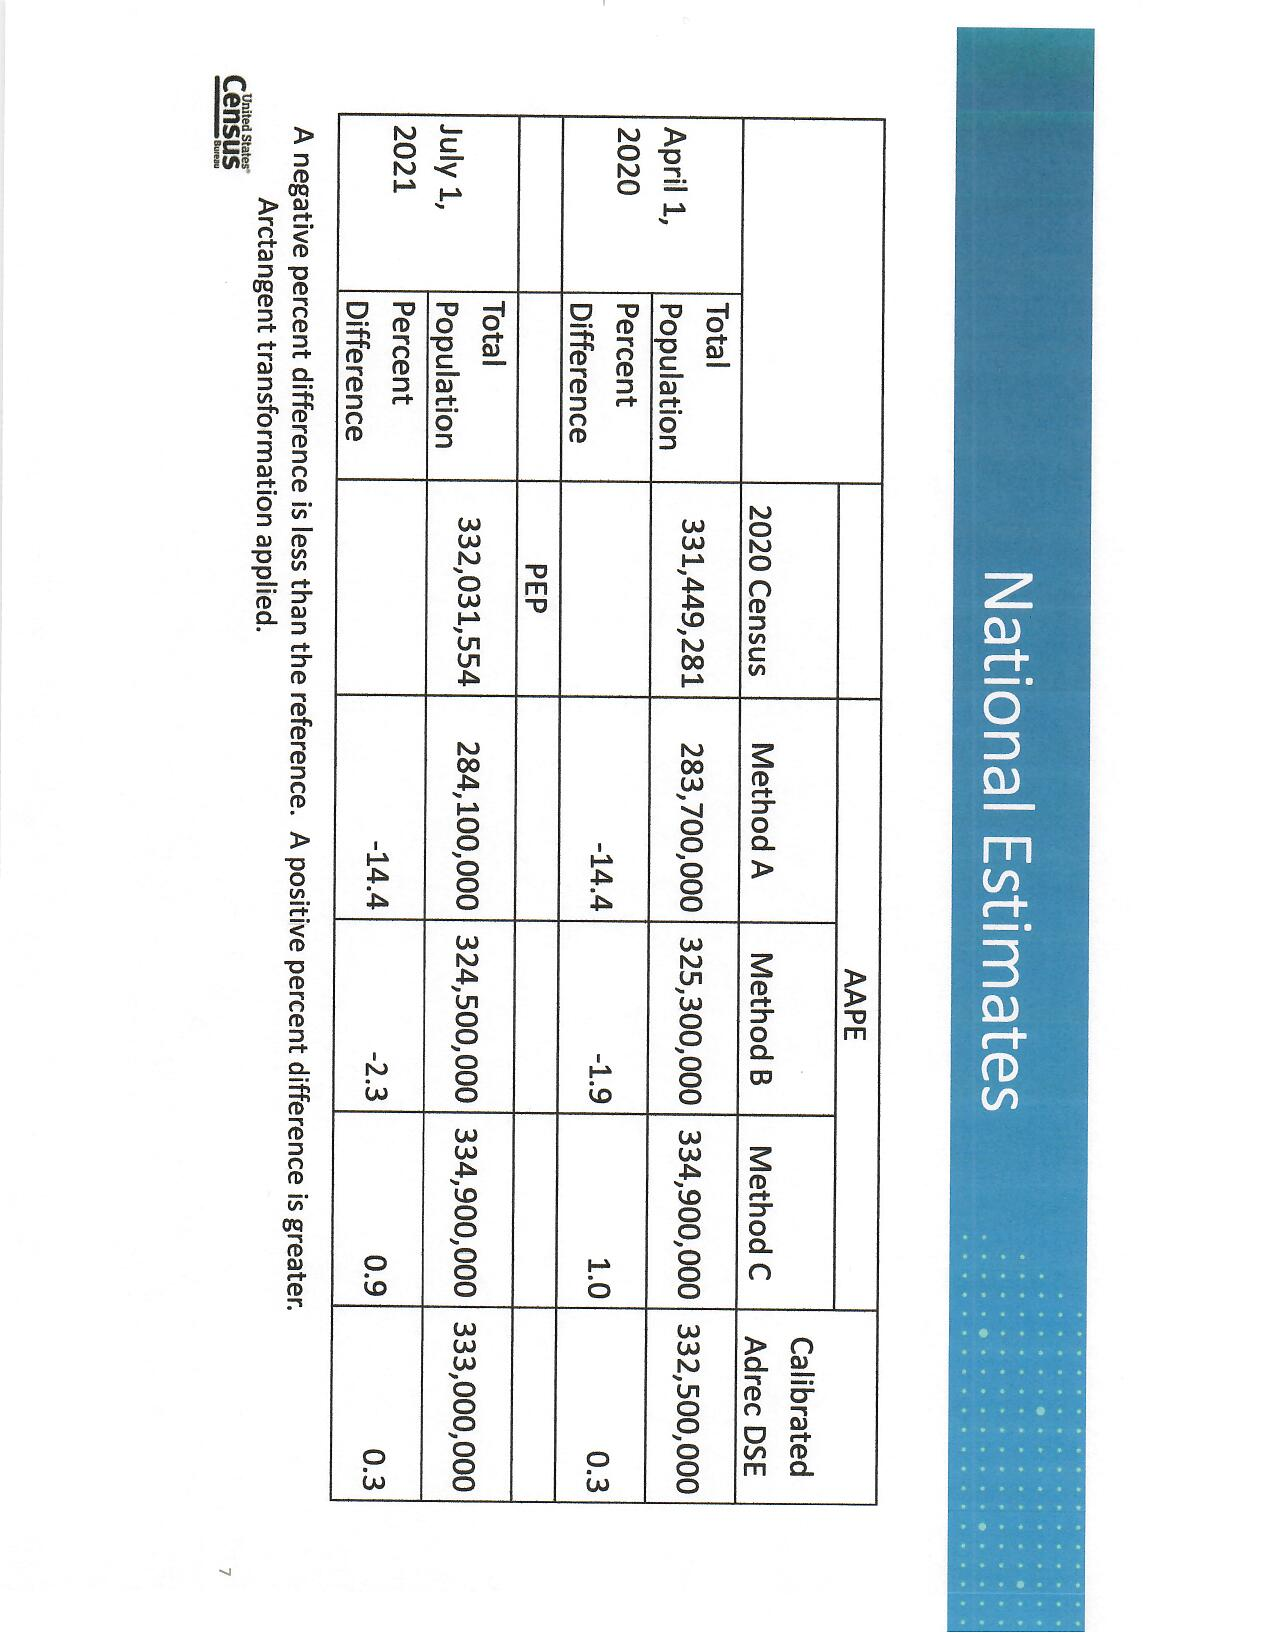 National Estimates
AAPE
Calibrated
Adrec DSE
2020 Census Method A Method B Method C
April 1,
2020
Total
Population
331,449,281 283,700,000 325,300,000 334,900,000 332,500,000
Percent
Difference
-14.4 -1.9 1.0 0.3
PEP
July 1,
2021
Total
Population
332,031,554 284,100,000 324,500,000 334,900,000 333,000,000
Percent
Difference
-14.4 -2.3 0.9 0.3
A negative percent difference is less than the reference. A positive percent difference is greater.
Arctangent transformation applied.
United States®
Census
Bureau
7